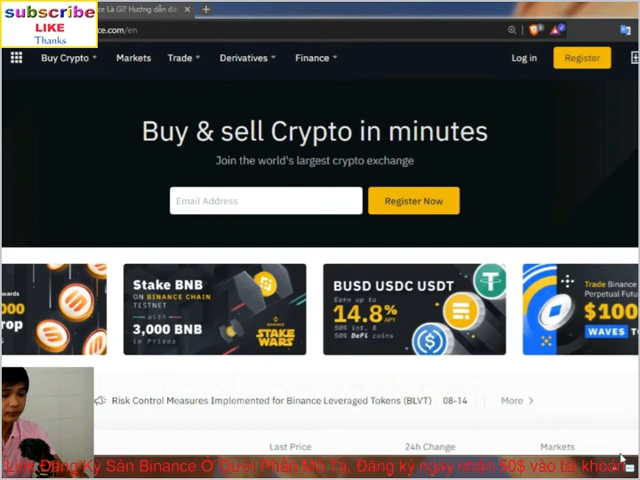 subscribe
LIKE
Thanks
ce Là Gì? Hướng dẫn
ce.com/en
Buy Crypto
Markets
Trade
Derivatives
Finance
Log in
Register
Buy & sell Crypto in minutes
Join the world's largest crypto exchange
Email Address
Register Now
Stake BNB
ON BINANCE CHAIN
TESTNET
with
3,000 BNB
in Prizes
BINANCE
STAKE
WARS
BUSD USDC USDT
Earn up to
14.8%
APY
50% int. &
50% DeFi coins
Trade Binance
Perpetual Futu
$100
WAVES
Risk Control Measures Implemented for Binance Leveraged Tokens (BLVT) 08-14
More
Last Price
24h Change
Markets
Link Đăng Ký Sàn Binance Ở Dưới Phần Mô Tả, Đăng ký ngay nhận 50$ vào tài khoản